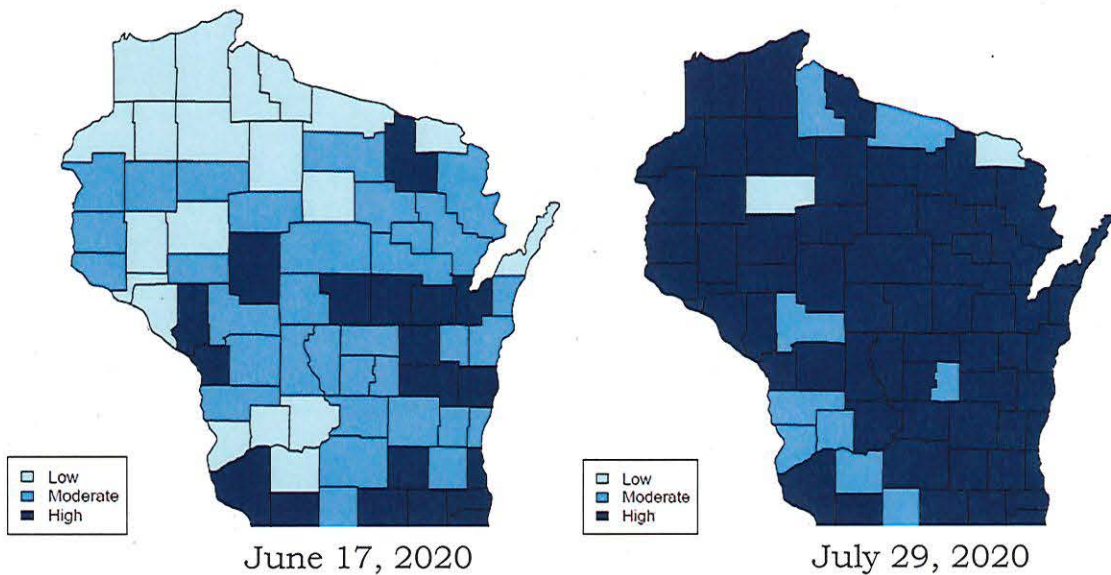 Low
Moderate
High
June 17, 2020
Low
Moderate
High
July 29, 2020